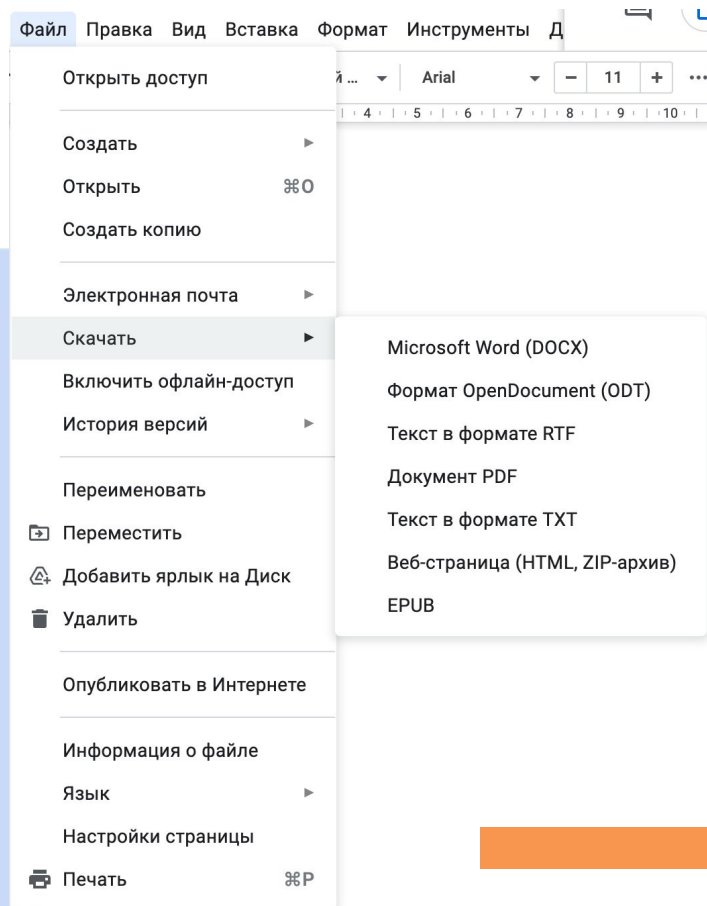 Файл Правка Вид Вставка Формат Инструменты Д
Открыть доступ
й ... Arial − 11 + ...
4 5 6 7 8 9 10
Создать
Открыть ⌘O
Создать копию
Электронная почта
Скачать
Microsoft Word (DOCX)
Включить офлайн-доступ
Формат OpenDocument (ODT)
История версий
Текст в формате RTF
Документ PDF
Переименовать
Текст в формате TXT
Переместить
Веб-страница (HTML, ZIP-архив)
Добавить ярлык на Диск
EPUB
Удалить
Опубликовать в Интернете
Информация о файле
Язык
Настройки страницы
Печать ⌘P